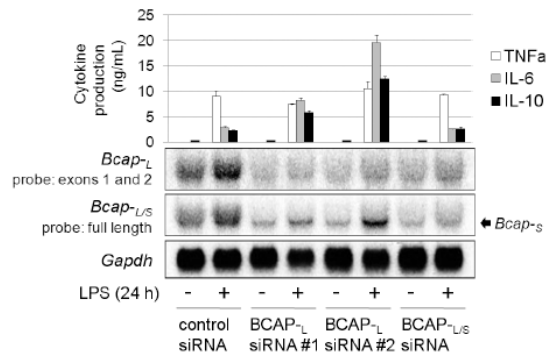 Cytokine
production
(ng/mL)
25
20
15
10
5
0
TNFa
IL-6
IL-10
Bcap-L
probe: exons 1 and 2
Bcap-L/S
probe: full length
Bcap-S
Gapdh
LPS (24 h) - + - + - + - +
control siRNA
BCAP-L siRNA #1
BCAP-L siRNA #2
BCAP-L/S siRNA